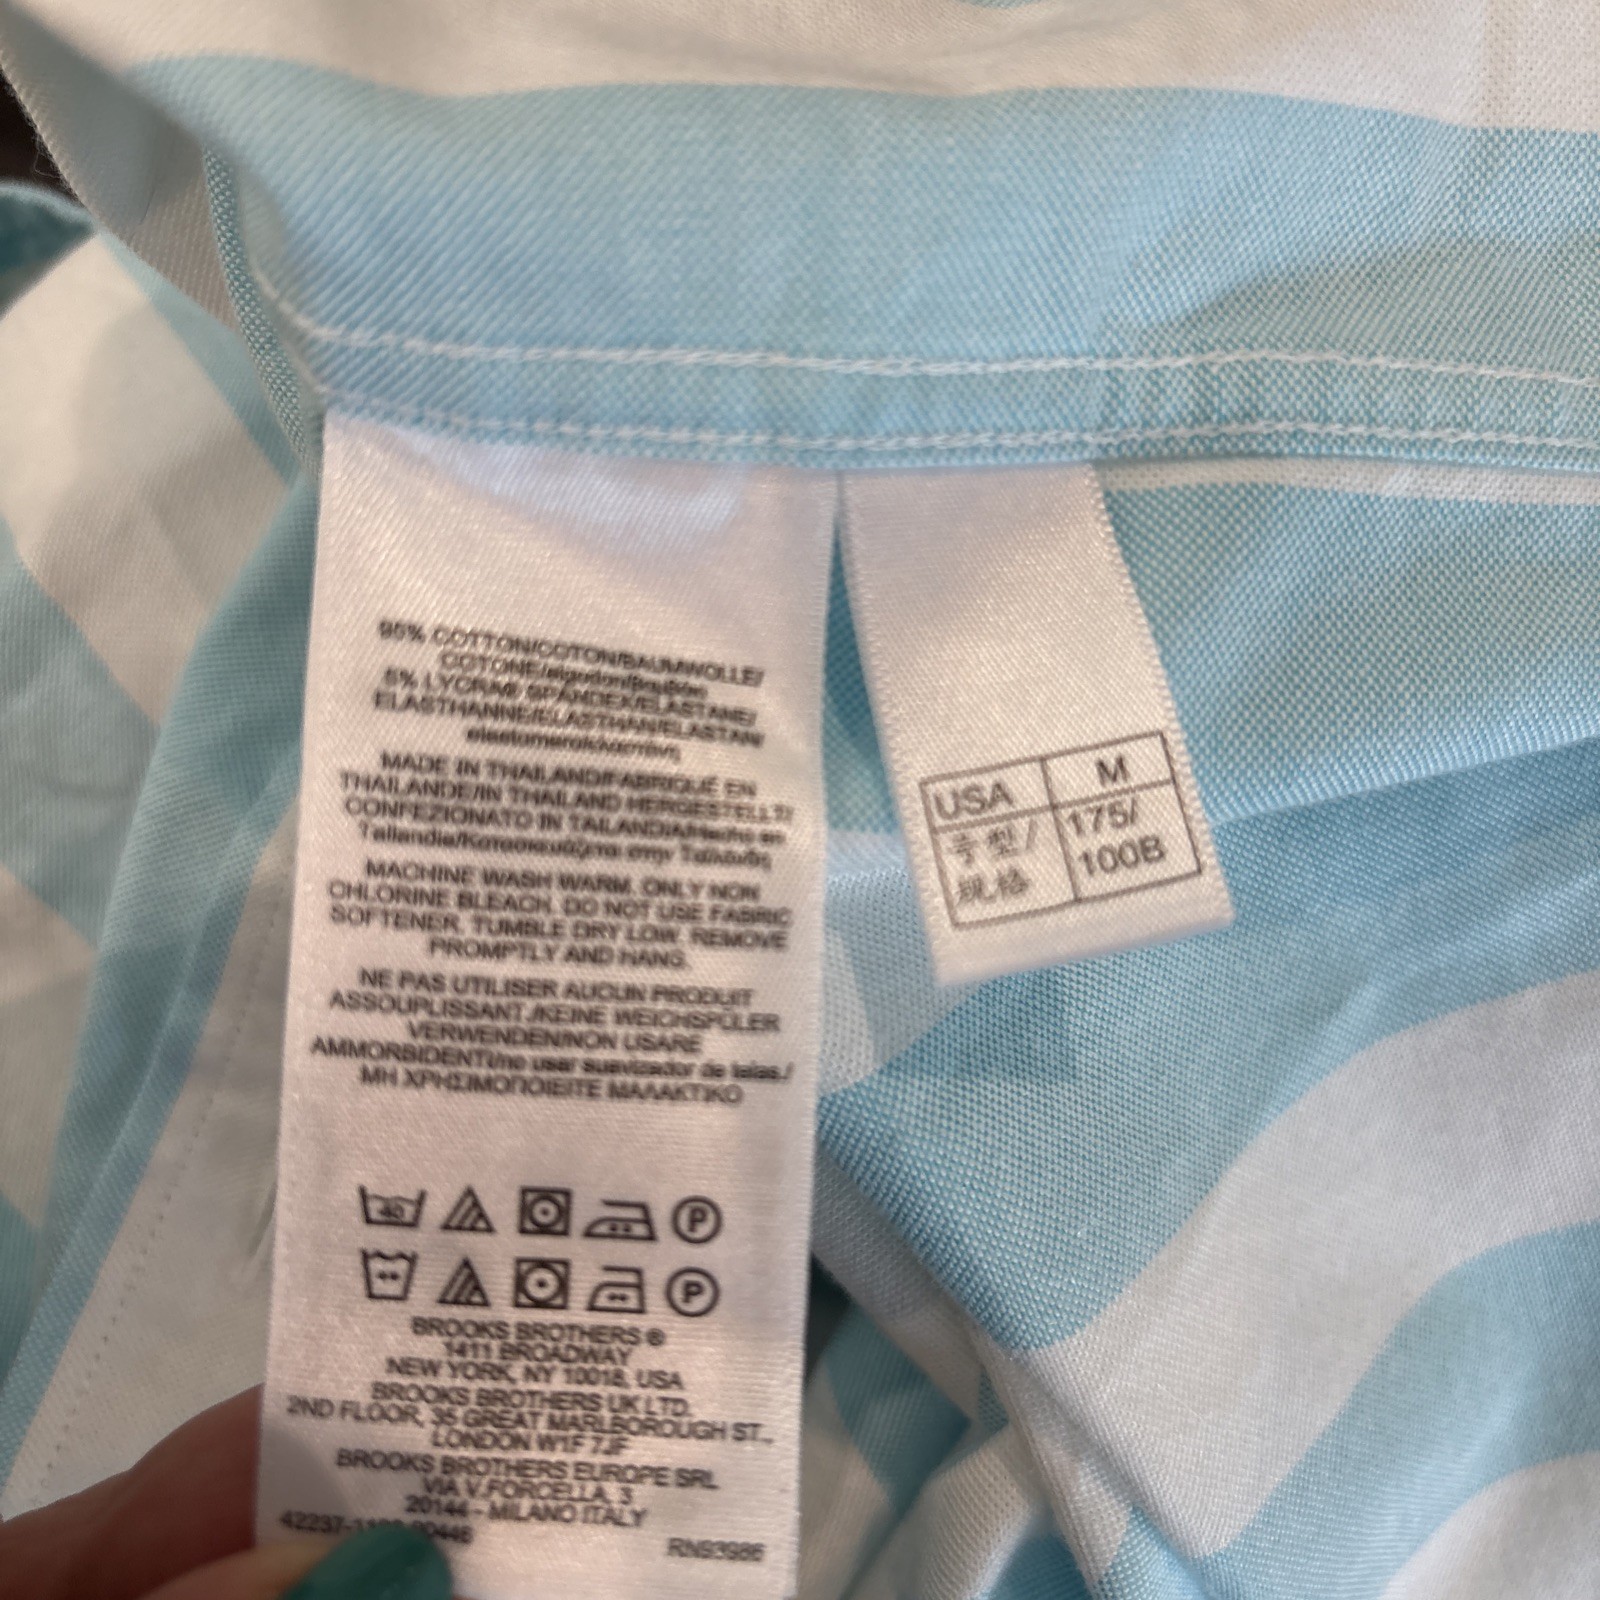 95% COTTON/COTON/BAUMWOLLE/
COTONE/algodon/βαμβάκι
5% LYCRA® SPANDEX/ELASTANE/
ELASTHANNE/ELASTHAN/ELASTAN/
MADE IN THAILAND/FABRIQUÉ EN
THAILANDE/IN THAILAND HERGESTELLT/
CONFEZIONATO IN TAILANDIA/Hecho en
Tailandia/Κατασκευάζεται στην Ταϊλάνδη
MACHINE WASH WARM. ONLY NON
CHLORINE BLEACH. DO NOT USE FABRIC
SOFTENER. TUMBLE DRY LOW. REMOVE
PROMPTLY AND HANG.
NE PAS UTILISER AUCUN PRODUIT
ASSOUPLISSANT./KEINE WEICHSPÜLER
VERWENDEN/NON USARE
AMMORBIDENTI/no usar suavizador de telas./
ΜΗ ΧΡΗΣΙΜΟΠΟΙΕΙΤΕ ΜΑΛΑΚΤΙΚΟ
40
P
P
BROOKS BROTHERS ®
1411 BROADWAY
NEW YORK, NY 10018, USA
BROOKS BROTHERS UK LTD.
2ND FLOOR, 35 GREAT MARLBOROUGH ST.,
LONDON W1F 7JF
BROOKS BROTHERS EUROPE SRL
VIA V.FORCELLA, 3
20144 - MILANO ITALY
RN93986
USA M
号型/ 175/
规格 100B